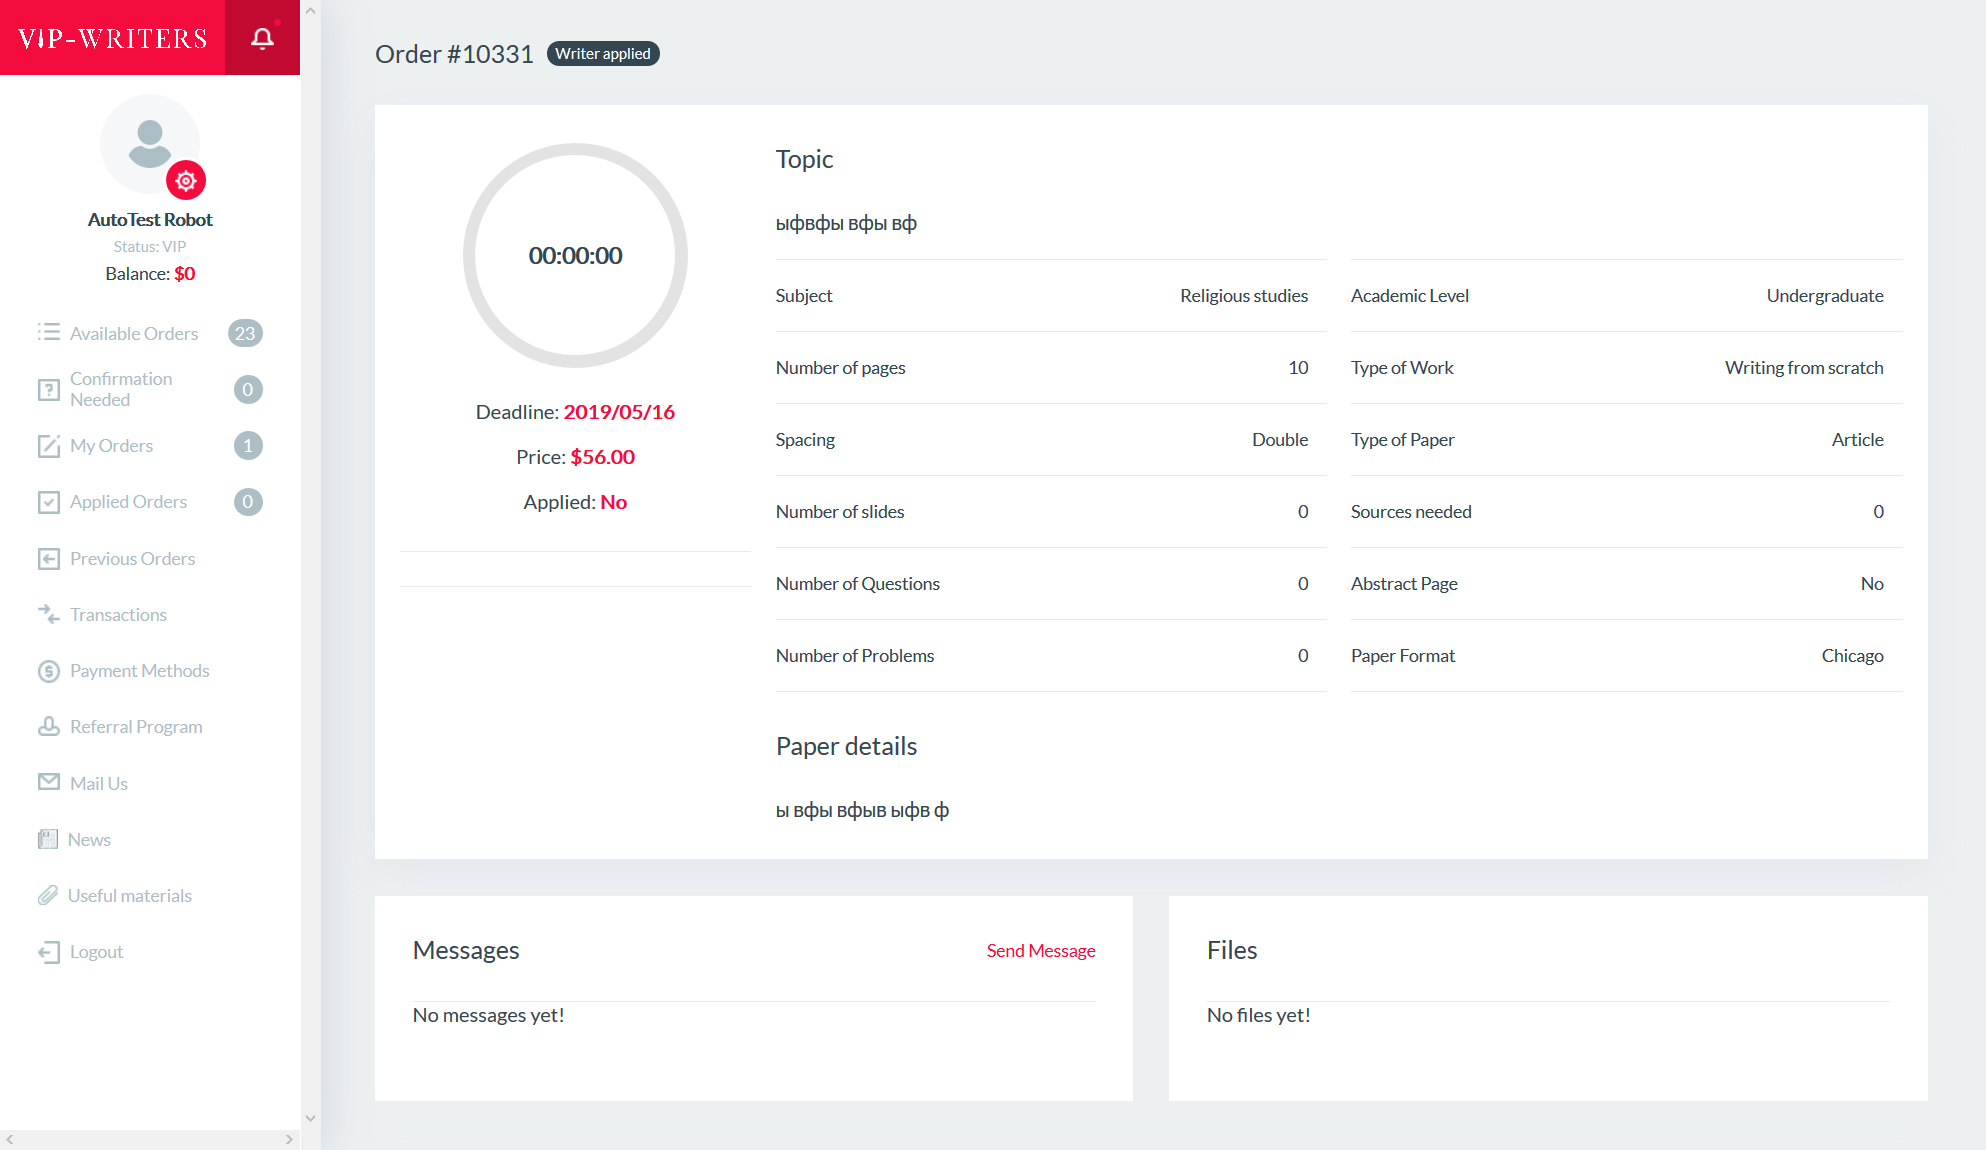 VIP-WRITERS
AutoTest Robot
Status: VIP
Balance: $0
Available Orders 23
Confirmation
Needed 0
My Orders 1
Applied Orders 0
Previous Orders
Transactions
Payment Methods
Referral Program
Mail Us
News
Useful materials
Logout
Order #10331 Writer applied
00:00:00
Deadline: 2019/05/16
Price: $56.00
Applied: No
Topic
ыфвфы вфы вф
Subject Religious studies
Academic Level Undergraduate
Number of pages 10
Type of Work Writing from scratch
Spacing Double
Type of Paper Article
Number of slides 0
Sources needed 0
Number of Questions 0
Abstract Page No
Number of Problems 0
Paper Format Chicago
Paper details
ы вфы вфыв ыфв ф
Messages Send Message
No messages yet!
Files
No files yet!